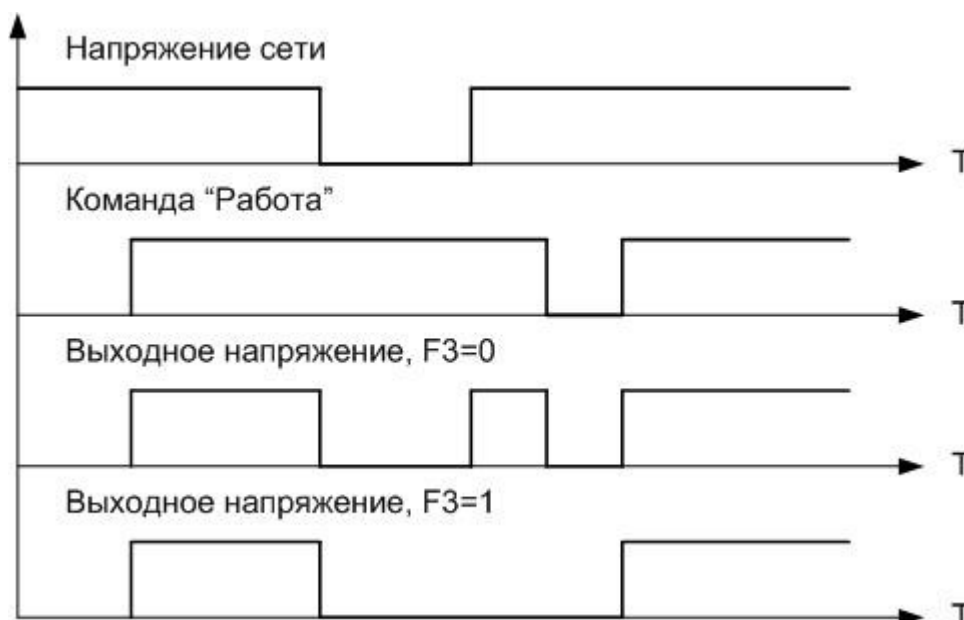 Напряжение сети
T
Команда “Работа”
T
Выходное напряжение, F3=0
T
Выходное напряжение, F3=1
T